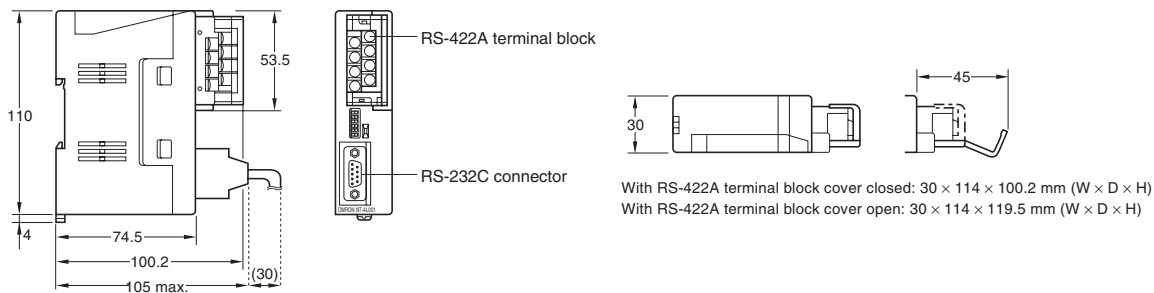 110
53.5
4
74.5
100.2
(30)
105 max.
RS-422A terminal block
RS-232C connector
OMRON NT-AL001
30
45
With RS-422A terminal block cover closed: 30 × 114 × 100.2 mm (W × D × H)
With RS-422A terminal block cover open: 30 × 114 × 119.5 mm (W × D × H)